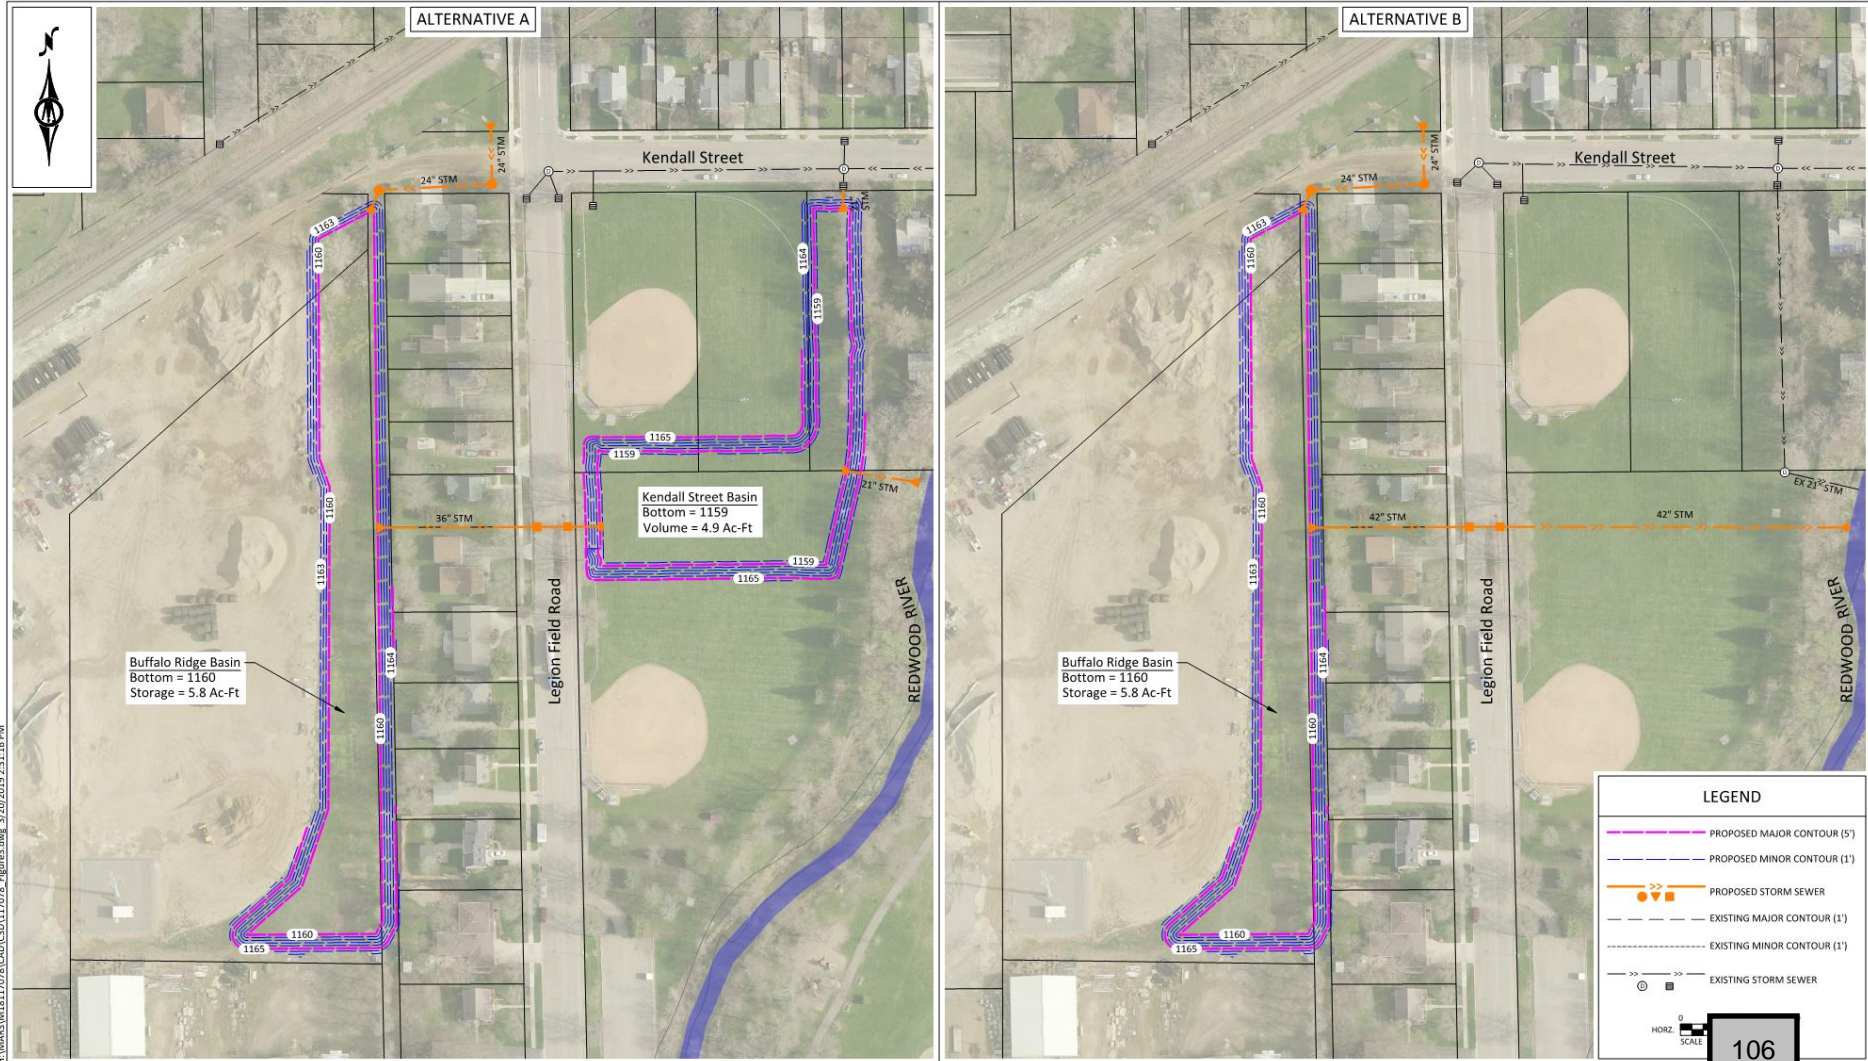 ALTERNATIVE A
N
Kendall Street
24" STM
24" STM
STM
1163
1160
1164
1159
1165
1159
1160
1163
36" STM
21" STM
Kendall Street Basin
Bottom = 1159
Volume = 4.9 Ac-Ft
1159
1165
Legion Field Road
REDWOOD RIVER
Buffalo Ridge Basin
Bottom = 1160
Storage = 5.8 Ac-Ft
1164
1160
1160
1165
ALTERNATIVE B
Kendall Street
24" STM
24" STM
1163
1160
1160
1163
42" STM
42" STM
EX 21" STM
Legion Field Road
REDWOOD RIVER
Buffalo Ridge Basin
Bottom = 1160
Storage = 5.8 Ac-Ft
1164
1160
1160
1165
LEGEND
PROPOSED MAJOR CONTOUR (5')
PROPOSED MINOR CONTOUR (1')
PROPOSED STORM SEWER
EXISTING MAJOR CONTOUR (1')
EXISTING MINOR CONTOUR (1')
EXISTING STORM SEWER
0
HORZ.
SCALE
106